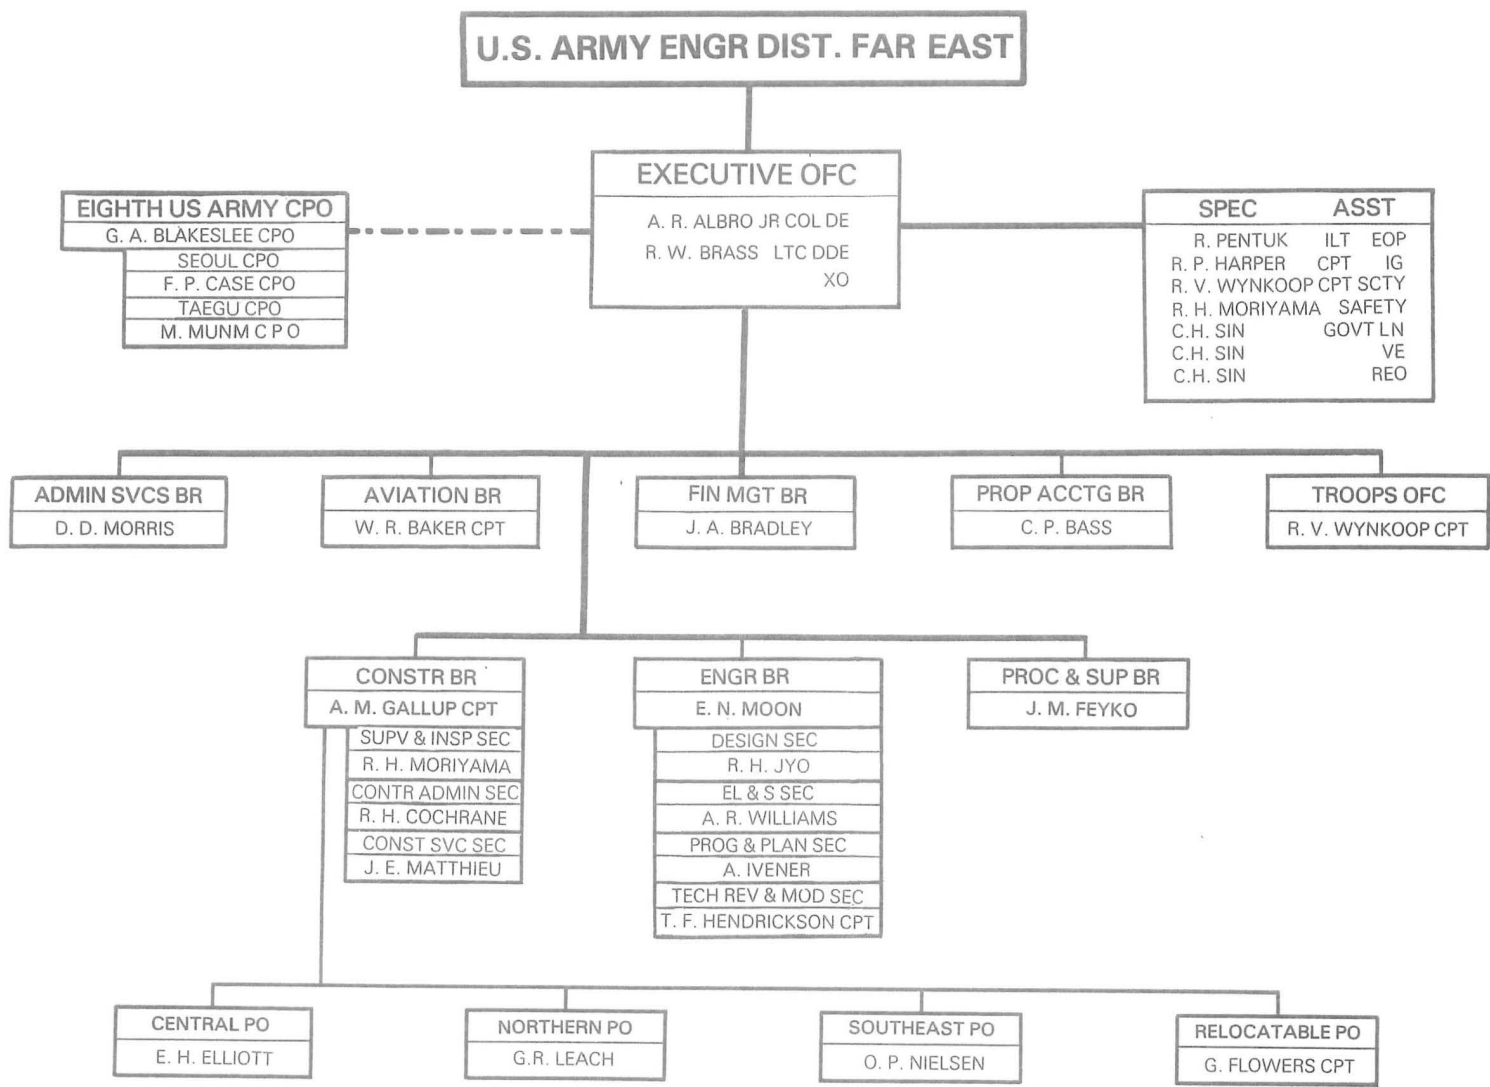 U.S. ARMY ENGR DIST. FAR EAST
EXECUTIVE OFC
A. R. ALBRO JR COL DE
R. W. BRASS LTC DDE
XO
EIGHTH US ARMY CPO
G. A. BLAKESLEE CPO
SEOUL CPO
F. P. CASE CPO
TAEGU CPO
M. MUNM C P O
SPEC ASST
R. PENTUK ILT EOP
R. P. HARPER CPT IG
R. V. WYNKOOP CPT SCTY
R. H. MORIYAMA SAFETY
C.H. SIN GOVT LN
C.H. SIN VE
C.H. SIN REO
ADMIN SVCS BR
D. D. MORRIS
AVIATION BR
W. R. BAKER CPT
FIN MGT BR
J. A. BRADLEY
PROP ACCTG BR
C. P. BASS
TROOPS OFC
R. V. WYNKOOP CPT
CONSTR BR
A. M. GALLUP CPT
SUPV & INSP SEC
R. H. MORIYAMA
CONTR ADMIN SEC
R. H. COCHRANE
CONST SVC SEC
J. E. MATTHIEU
ENGR BR
E. N. MOON
DESIGN SEC
R. H. JYO
EL & S SEC
A. R. WILLIAMS
PROG & PLAN SEC
A. IVENER
TECH REV & MOD SEC
T. F. HENDRICKSON CPT
PROC & SUP BR
J. M. FEYKO
CENTRAL PO
E. H. ELLIOTT
NORTHERN PO
G.R. LEACH
SOUTHEAST PO
O. P. NIELSEN
RELOCATABLE PO
G. FLOWERS CPT